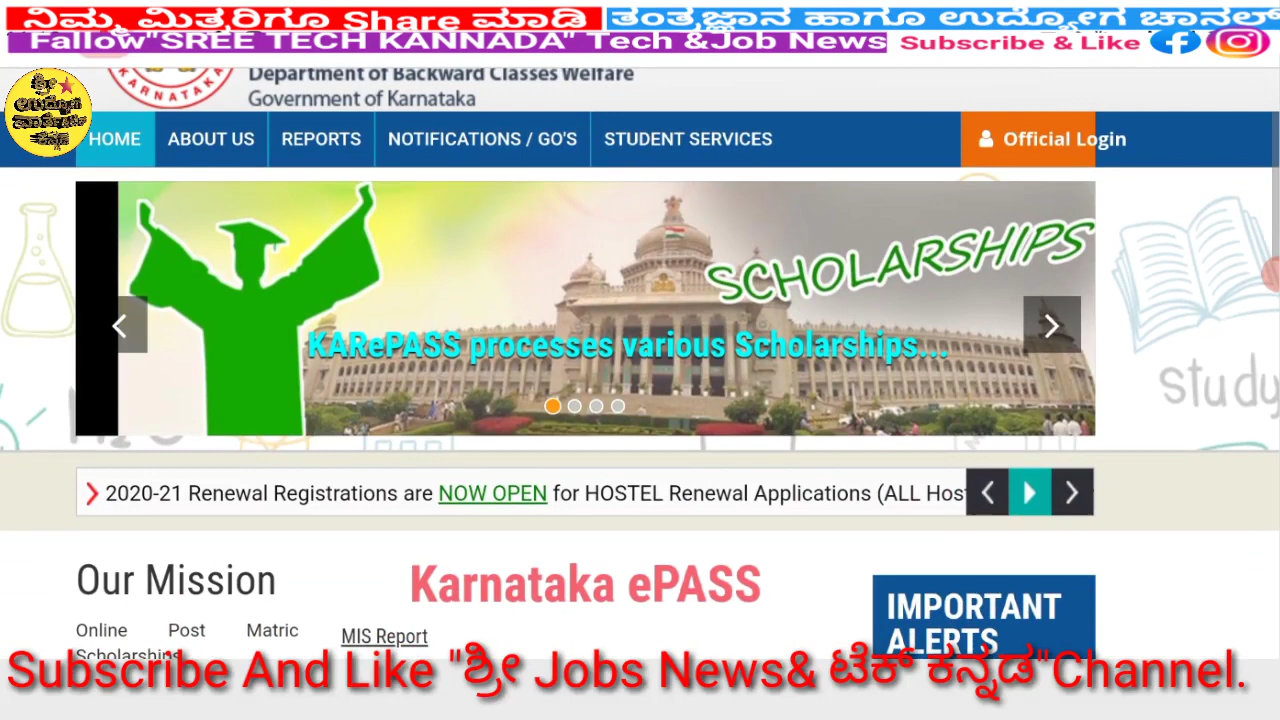 ನಿಮ್ಮ ಮಿತ್ರರಿಗೂ Share ಮಾಡಿ ತಂತ್ರಜ್ಞಾನ ಹಾಗೂ ಉದ್ಯೋಗ ಚಾನಲ್
Fallow"SREE TECH KANNADA" Tech &Job News Subscribe & Like
KARNATAKA
Department of Backward Classes Welfare
Government of Karnataka
HOME ABOUT US REPORTS NOTIFICATIONS / GO'S STUDENT SERVICES Official Login
SCHOLARSHIPS
KARePASS processes various Scholarships...
study
2020-21 Renewal Registrations are NOW OPEN for HOSTEL Renewal Applications (ALL Hos
Our Mission
Karnataka ePASS
IMPORTANT
ALERTS
Online Post Matric
Scholarships
MIS Report
Subscribe And Like "ಶ್ರೀ Jobs News& ಟೆಕ್ ಕನ್ನಡ"Channel.